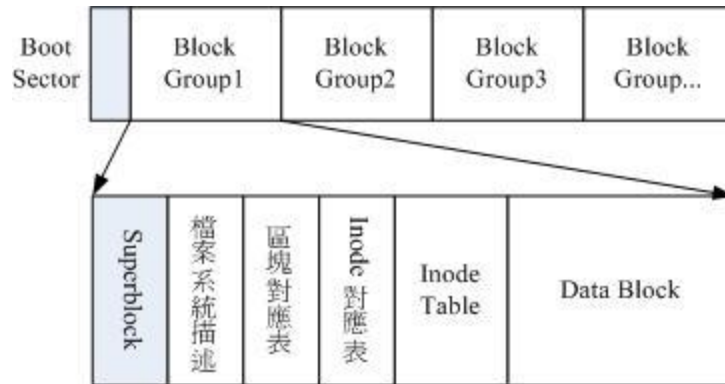 Boot
Sector
Block
Group1
Block
Group2
Block
Group3
Block
Group...
Superblock
檔案系統描述
區塊對應表
Inode 對應表
Inode
Table
Data Block